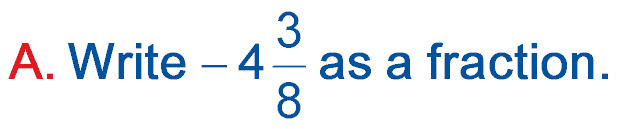 A. Write – 4 3/8 as a fraction.